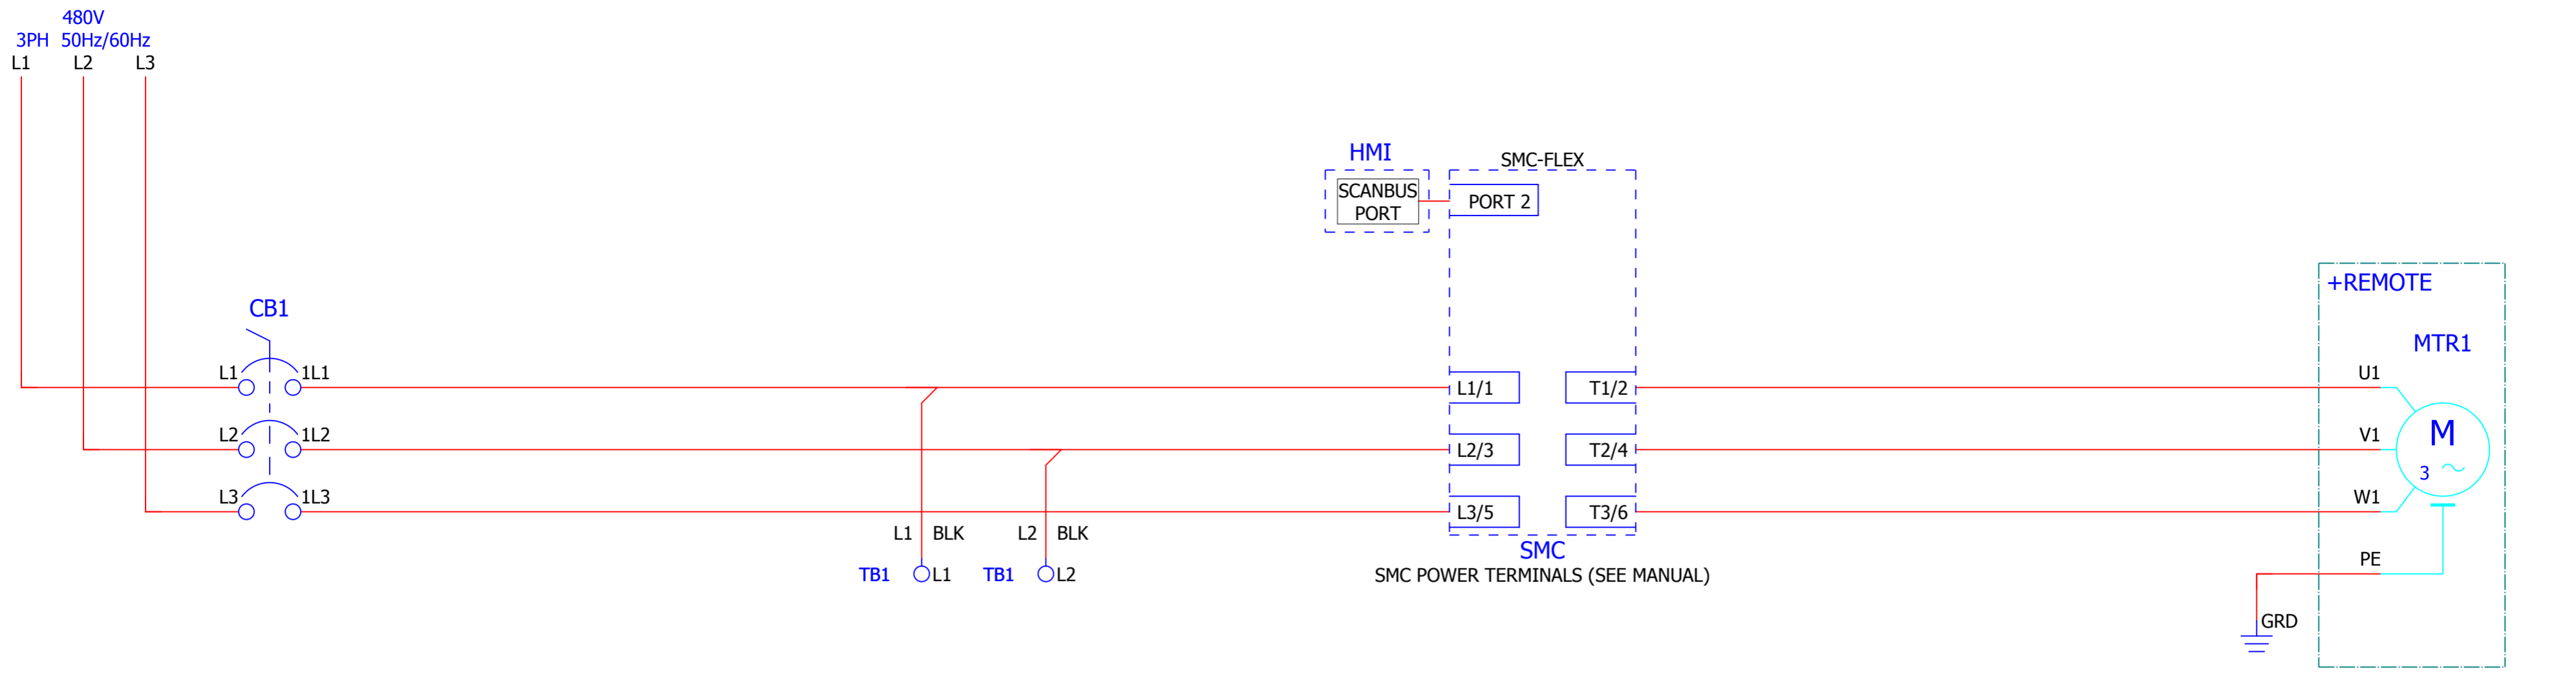 480V
3PH 50Hz/60Hz
L1 L2 L3
HMI
SMC-FLEX
SCANBUS
PORT
PORT 2
+REMOTE
CB1
MTR1
L1 1L1
L1/1 T1/2
U1
L2 1L2
L2/3 T2/4
V1
M
3
L3 1L3
L3/5 T3/6
W1
L1 BLK L2 BLK
SMC
PE
TB1 L1 TB1 L2
SMC POWER TERMINALS (SEE MANUAL)
GRD